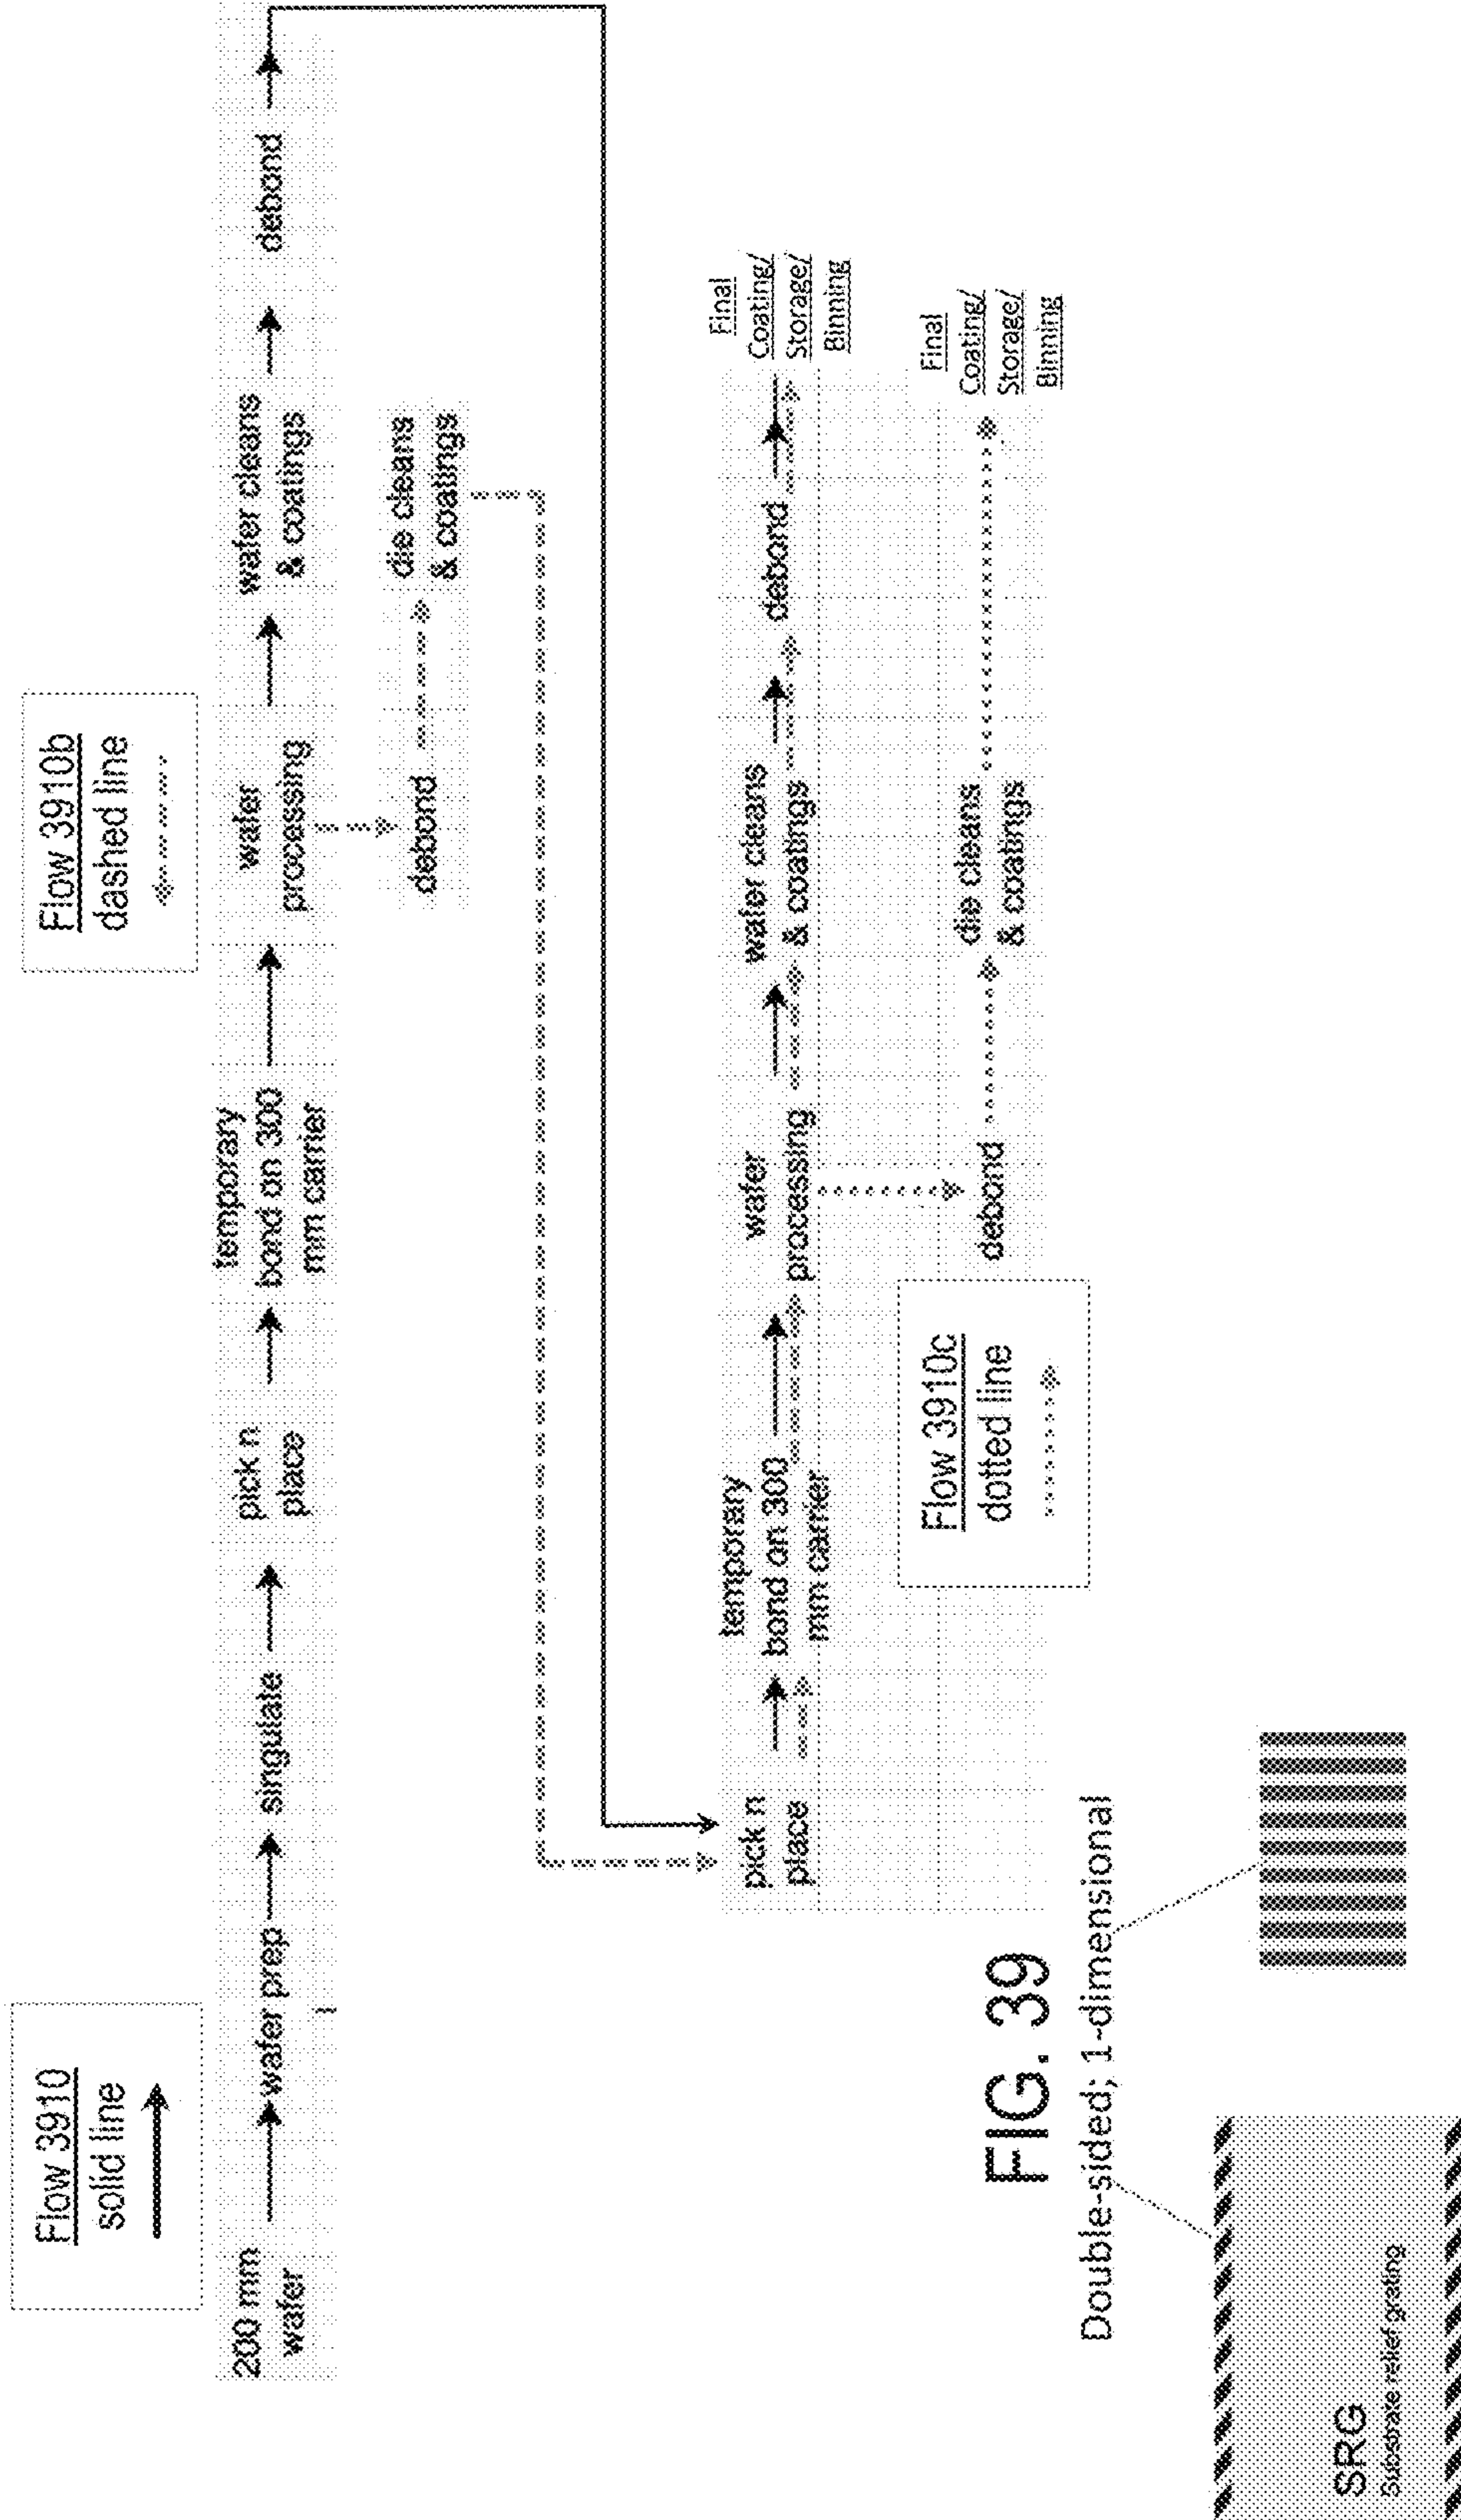 Flow 3910
solid line
Flow 3910b
dashed line
200 mm
wafer
wafer prep
singulate
pick n
place
temporary
bond on 300
mm carrier
wafer
processing
wafer cleans
& coatings
debond
debond
die cleans
& coatings
pick n
place
temporary
bond on 300
mm carrier
wafer
processing
wafer cleans
& coatings
debond
Final
Coating/
Storage/
Binning
Flow 3910c
dotted line
debond
die cleans
& coatings
Final
Coating/
Storage/
Binning
FIG. 39
Double-sided; 1-dimensional
SRG
Substrate relief grating